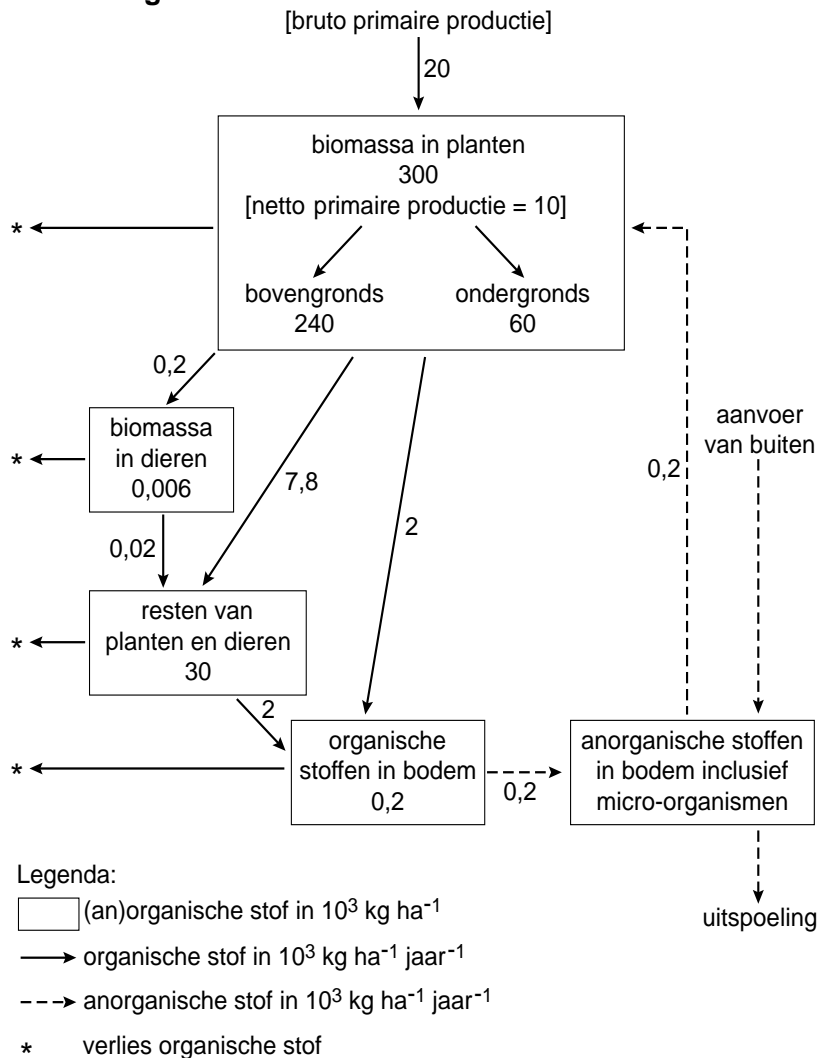 [bruto primaire productie]
20
biomassa in planten
300
[netto primaire productie = 10]
*
bovengronds
240
ondergronds
60
0,2
biomassa
in dieren
0,006
*
aanvoer
van buiten
0,2
7,8
2
0,02
resten van
planten en dieren
30
*
2
organische
stoffen in bodem
0,2
*
0,2
anorganische stoffen
in bodem inclusief
micro-organismen
uitspoeling
Legenda:
(an)organische stof in 10³ kg ha⁻¹
organische stof in 10³ kg ha⁻¹ jaar⁻¹
anorganische stof in 10³ kg ha⁻¹ jaar⁻¹
* verlies organische stof